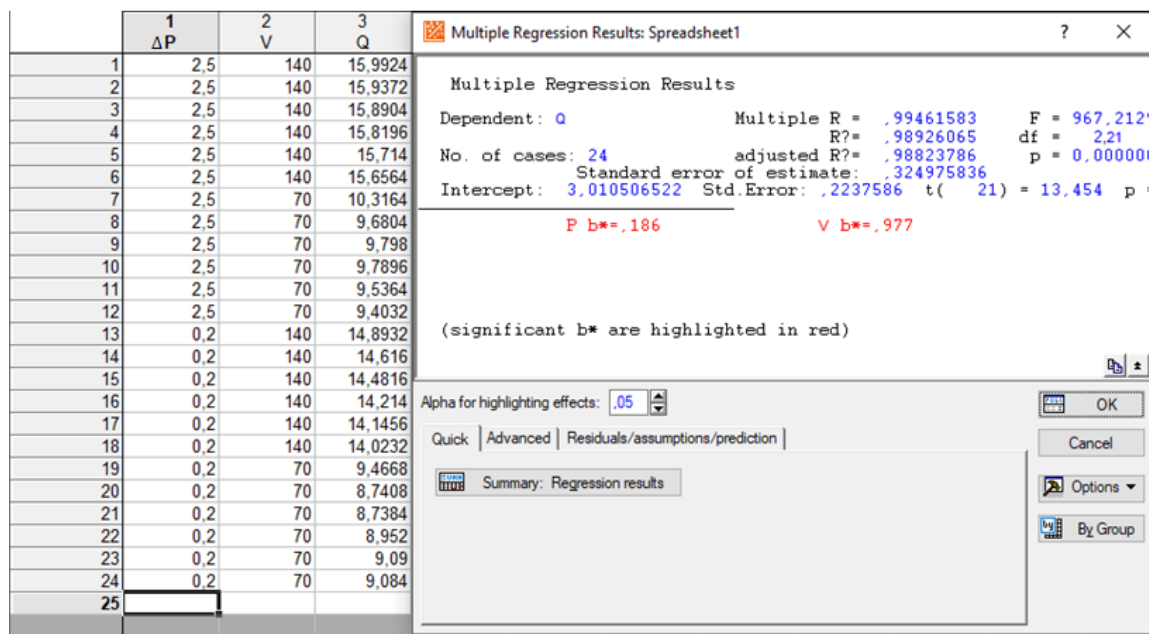 1 2 3
ΔP V Q
1 2,5 140 15,9924
2 2,5 140 15,9372
3 2,5 140 15,8904
4 2,5 140 15,8196
5 2,5 140 15,714
6 2,5 140 15,6564
7 2,5 70 10,3164
8 2,5 70 9,6804
9 2,5 70 9,798
10 2,5 70 9,7896
11 2,5 70 9,5364
12 2,5 70 9,4032
13 0,2 140 14,8932
14 0,2 140 14,616
15 0,2 140 14,4816
16 0,2 140 14,214
17 0,2 140 14,1456
18 0,2 140 14,0232
19 0,2 70 9,4668
20 0,2 70 8,7408
21 0,2 70 8,7384
22 0,2 70 8,952
23 0,2 70 9,09
24 0,2 70 9,084
25
Multiple Regression Results: Spreadsheet1 ? ×
Multiple Regression Results
Dependent: Q Multiple R = ,99461583 F = 967,212
R?= ,98926065 df = 2,21
No. of cases: 24 adjusted R?= ,98823786 p = 0,00000
Standard error of estimate: ,324975836
Intercept: 3,010506522 Std.Error: ,2237586 t( 21) = 13,454 p
P b*=,186 V b*=,977
(significant b* are highlighted in red)
Alpha for highlighting effects: ,05
OK
Quick Advanced Residuals/assumptions/prediction
Cancel
Summary: Regression results
Options
By Group